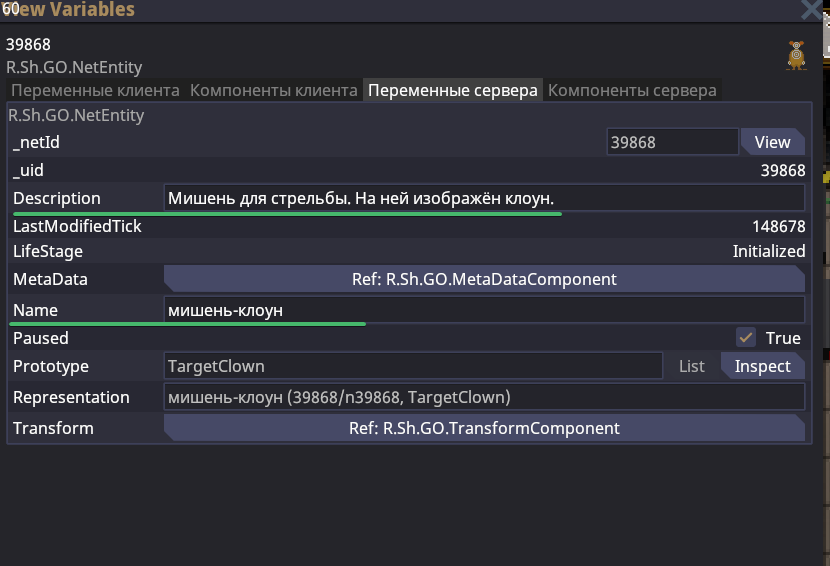 60
View Variables
39868
R.Sh.GO.NetEntity
Переменные клиента Компоненты клиента Переменные сервера Компоненты сервера
R.Sh.GO.NetEntity
_netId 39868 View
_uid 39868
Description Мишень для стрельбы. На ней изображён клоун.
LastModifiedTick 148678
LifeStage Initialized
MetaData Ref: R.Sh.GO.MetaDataComponent
Name мишень-клоун
Paused True
Prototype TargetClown List Inspect
Representation мишень-клоун (39868/n39868, TargetClown)
Transform Ref: R.Sh.GO.TransformComponent